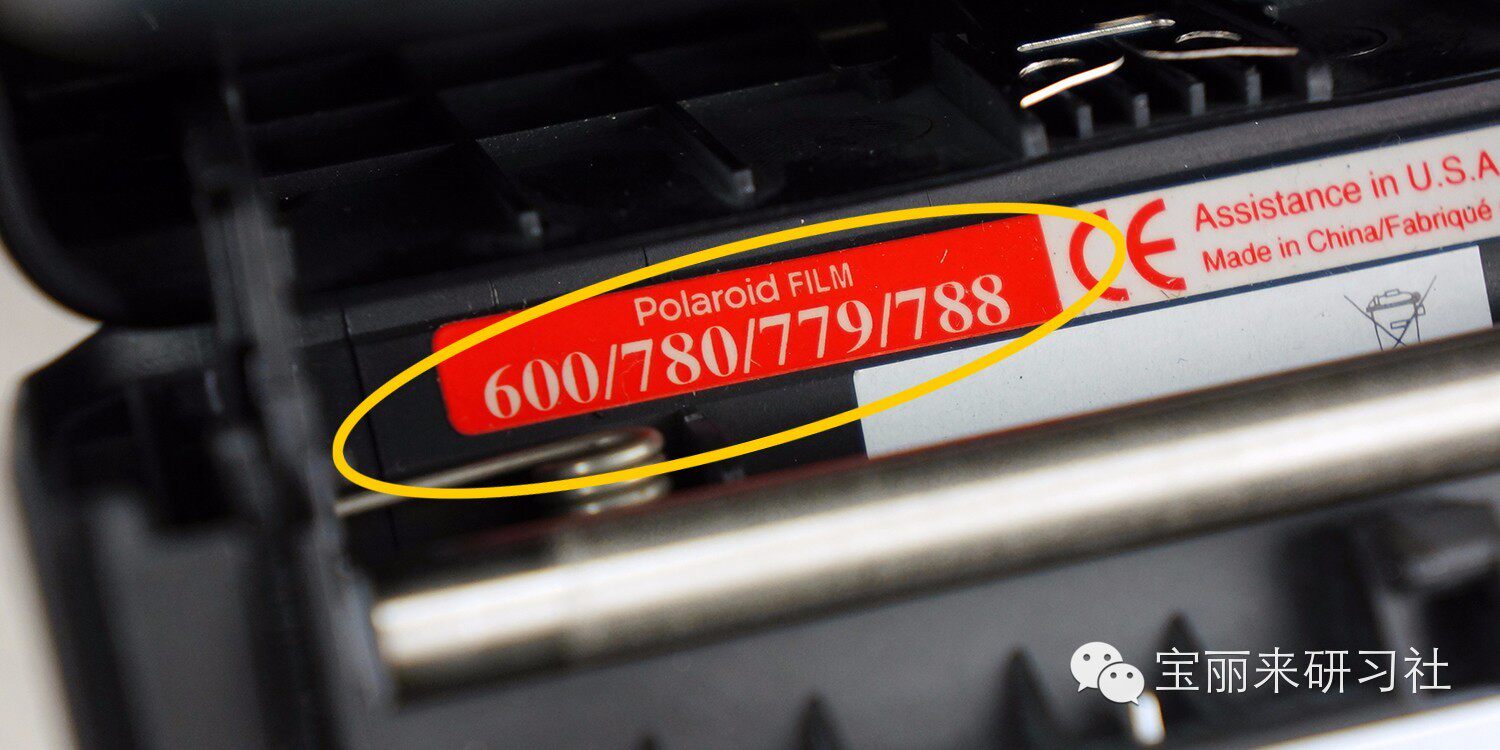 Polaroid FILM
600/780/779/788
CE Assistance in U.S.A
Made in China/Fabriqué
宝丽来研习社